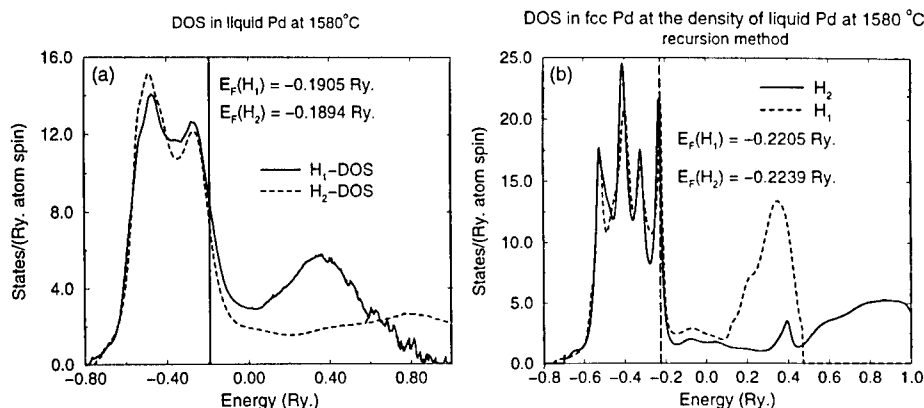 DOS in liquid Pd at 1580°C
16.0
12.0
8.0
4.0
0.0
States/(Ry. atom spin)
(a)
E_F(H_1) = −0.1905 Ry.
E_F(H_2) = −0.1894 Ry.
H_1−DOS
H_2−DOS
−0.80 −0.40 0.00 0.40 0.80
Energy (Ry.)
DOS in fcc Pd at the density of liquid Pd at 1580 °C
recursion method
25.0
20.0
15.0
10.0
5.0
0.0
States/(Ry. atom spin)
(b)
H_2
H_1
E_F(H_1) = −0.2205 Ry.
E_F(H_2) = −0.2239 Ry.
−0.8 −0.6 −0.4 −0.2 0.0 0.2 0.4 0.6 0.8 1.0
Energy (Ry.)